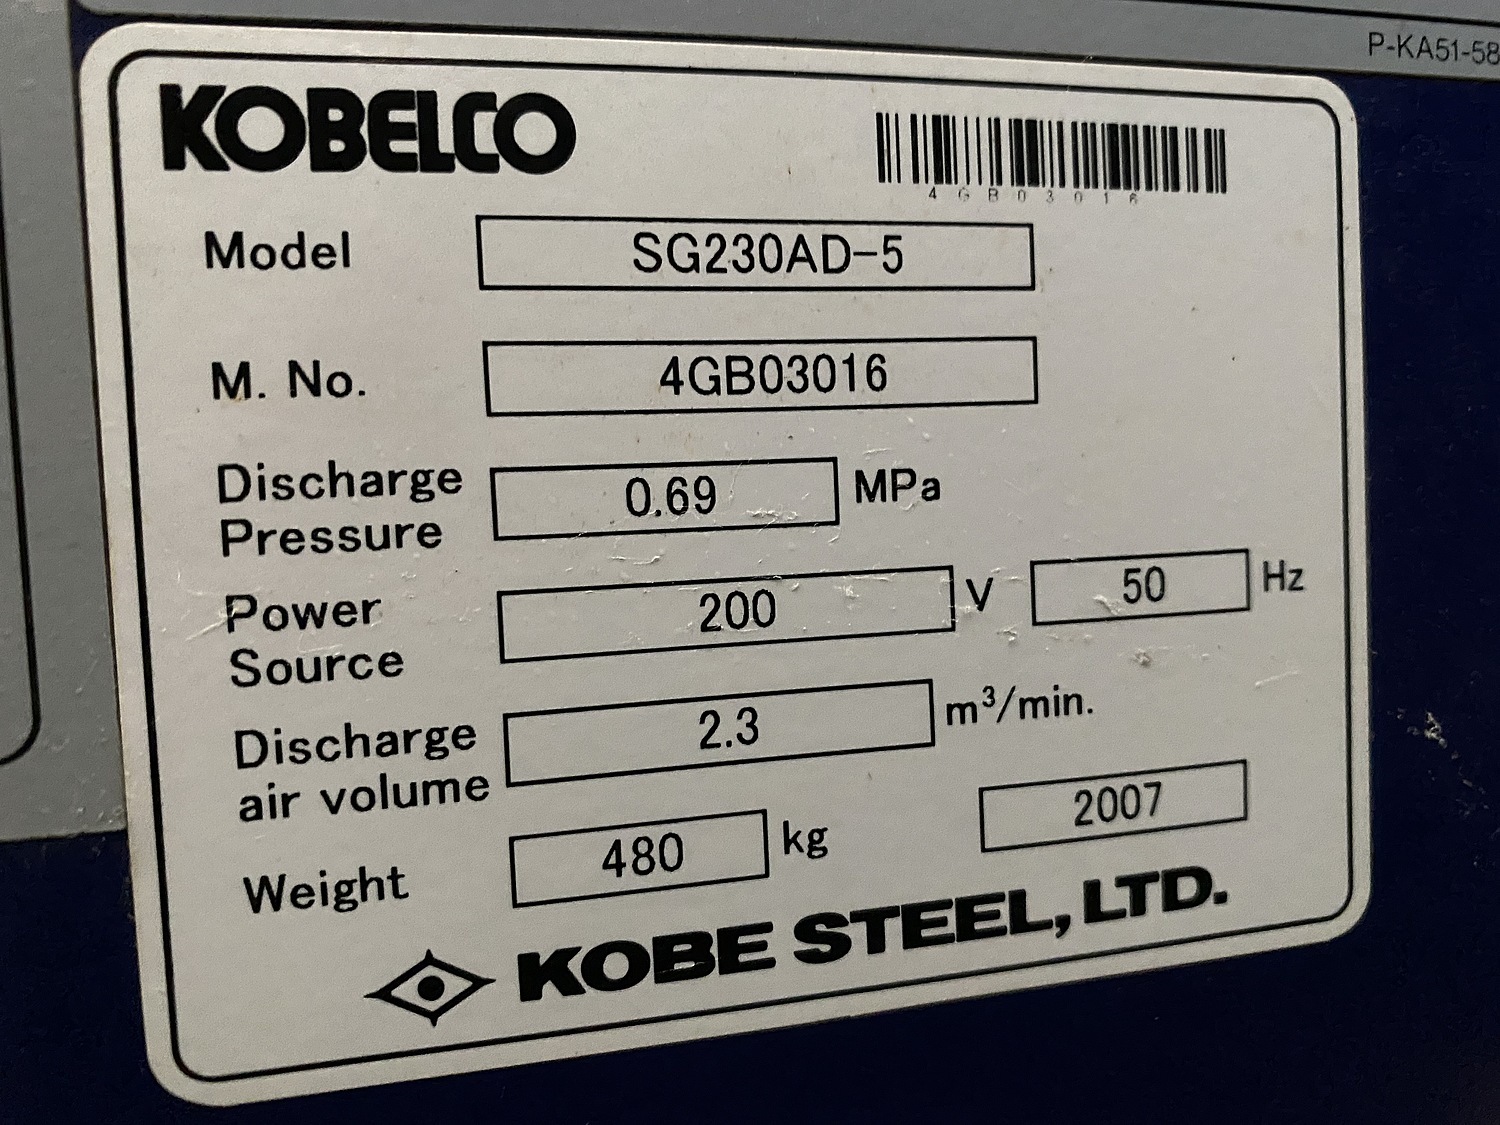 P-KA51-58
KOBELCO
4GB03016
Model SG230AD-5
M. No. 4GB03016
Discharge
Pressure 0.69 MPa
Power
Source 200 V 50 Hz
Discharge
air volume 2.3 m³/min.
Weight 480 kg 2007
KOBE STEEL, LTD.